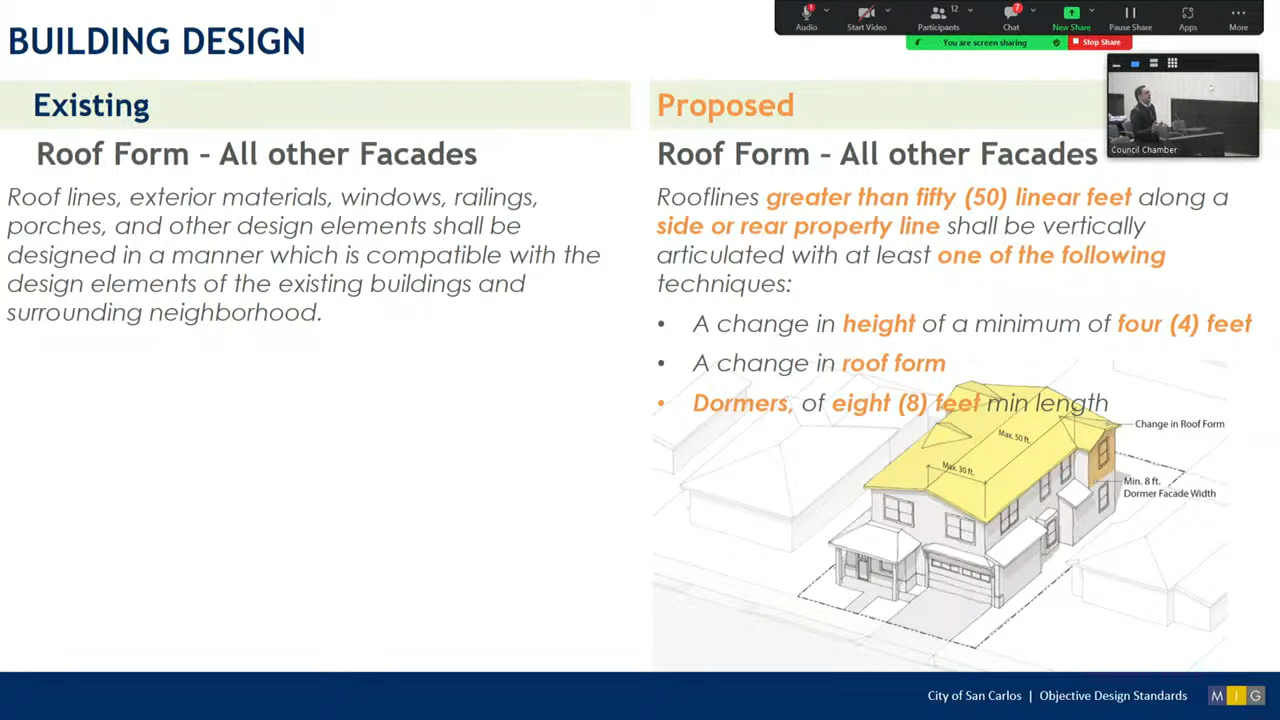 BUILDING DESIGN
Audio
Start Video
12
Participants
7
Chat
New Share
Pause Share
Apps
More
You are screen sharing
Stop Share
Council Chamber
Existing
Roof Form – All other Facades
Roof lines, exterior materials, windows, railings,
porches, and other design elements shall be
designed in a manner which is compatible with the
design elements of the existing buildings and
surrounding neighborhood.
Proposed
Roof Form – All other Facades
Rooflines greater than fifty (50) linear feet along a
side or rear property line shall be vertically
articulated with at least one of the following
techniques:
• A change in height of a minimum of four (4) feet
• A change in roof form
• Dormers, of eight (8) feet min length
Change in Roof Form
Max. 50 ft.
Max. 30 ft.
Min. 8 ft.
Dormer Facade Width
City of San Carlos | Objective Design Standards
MIG